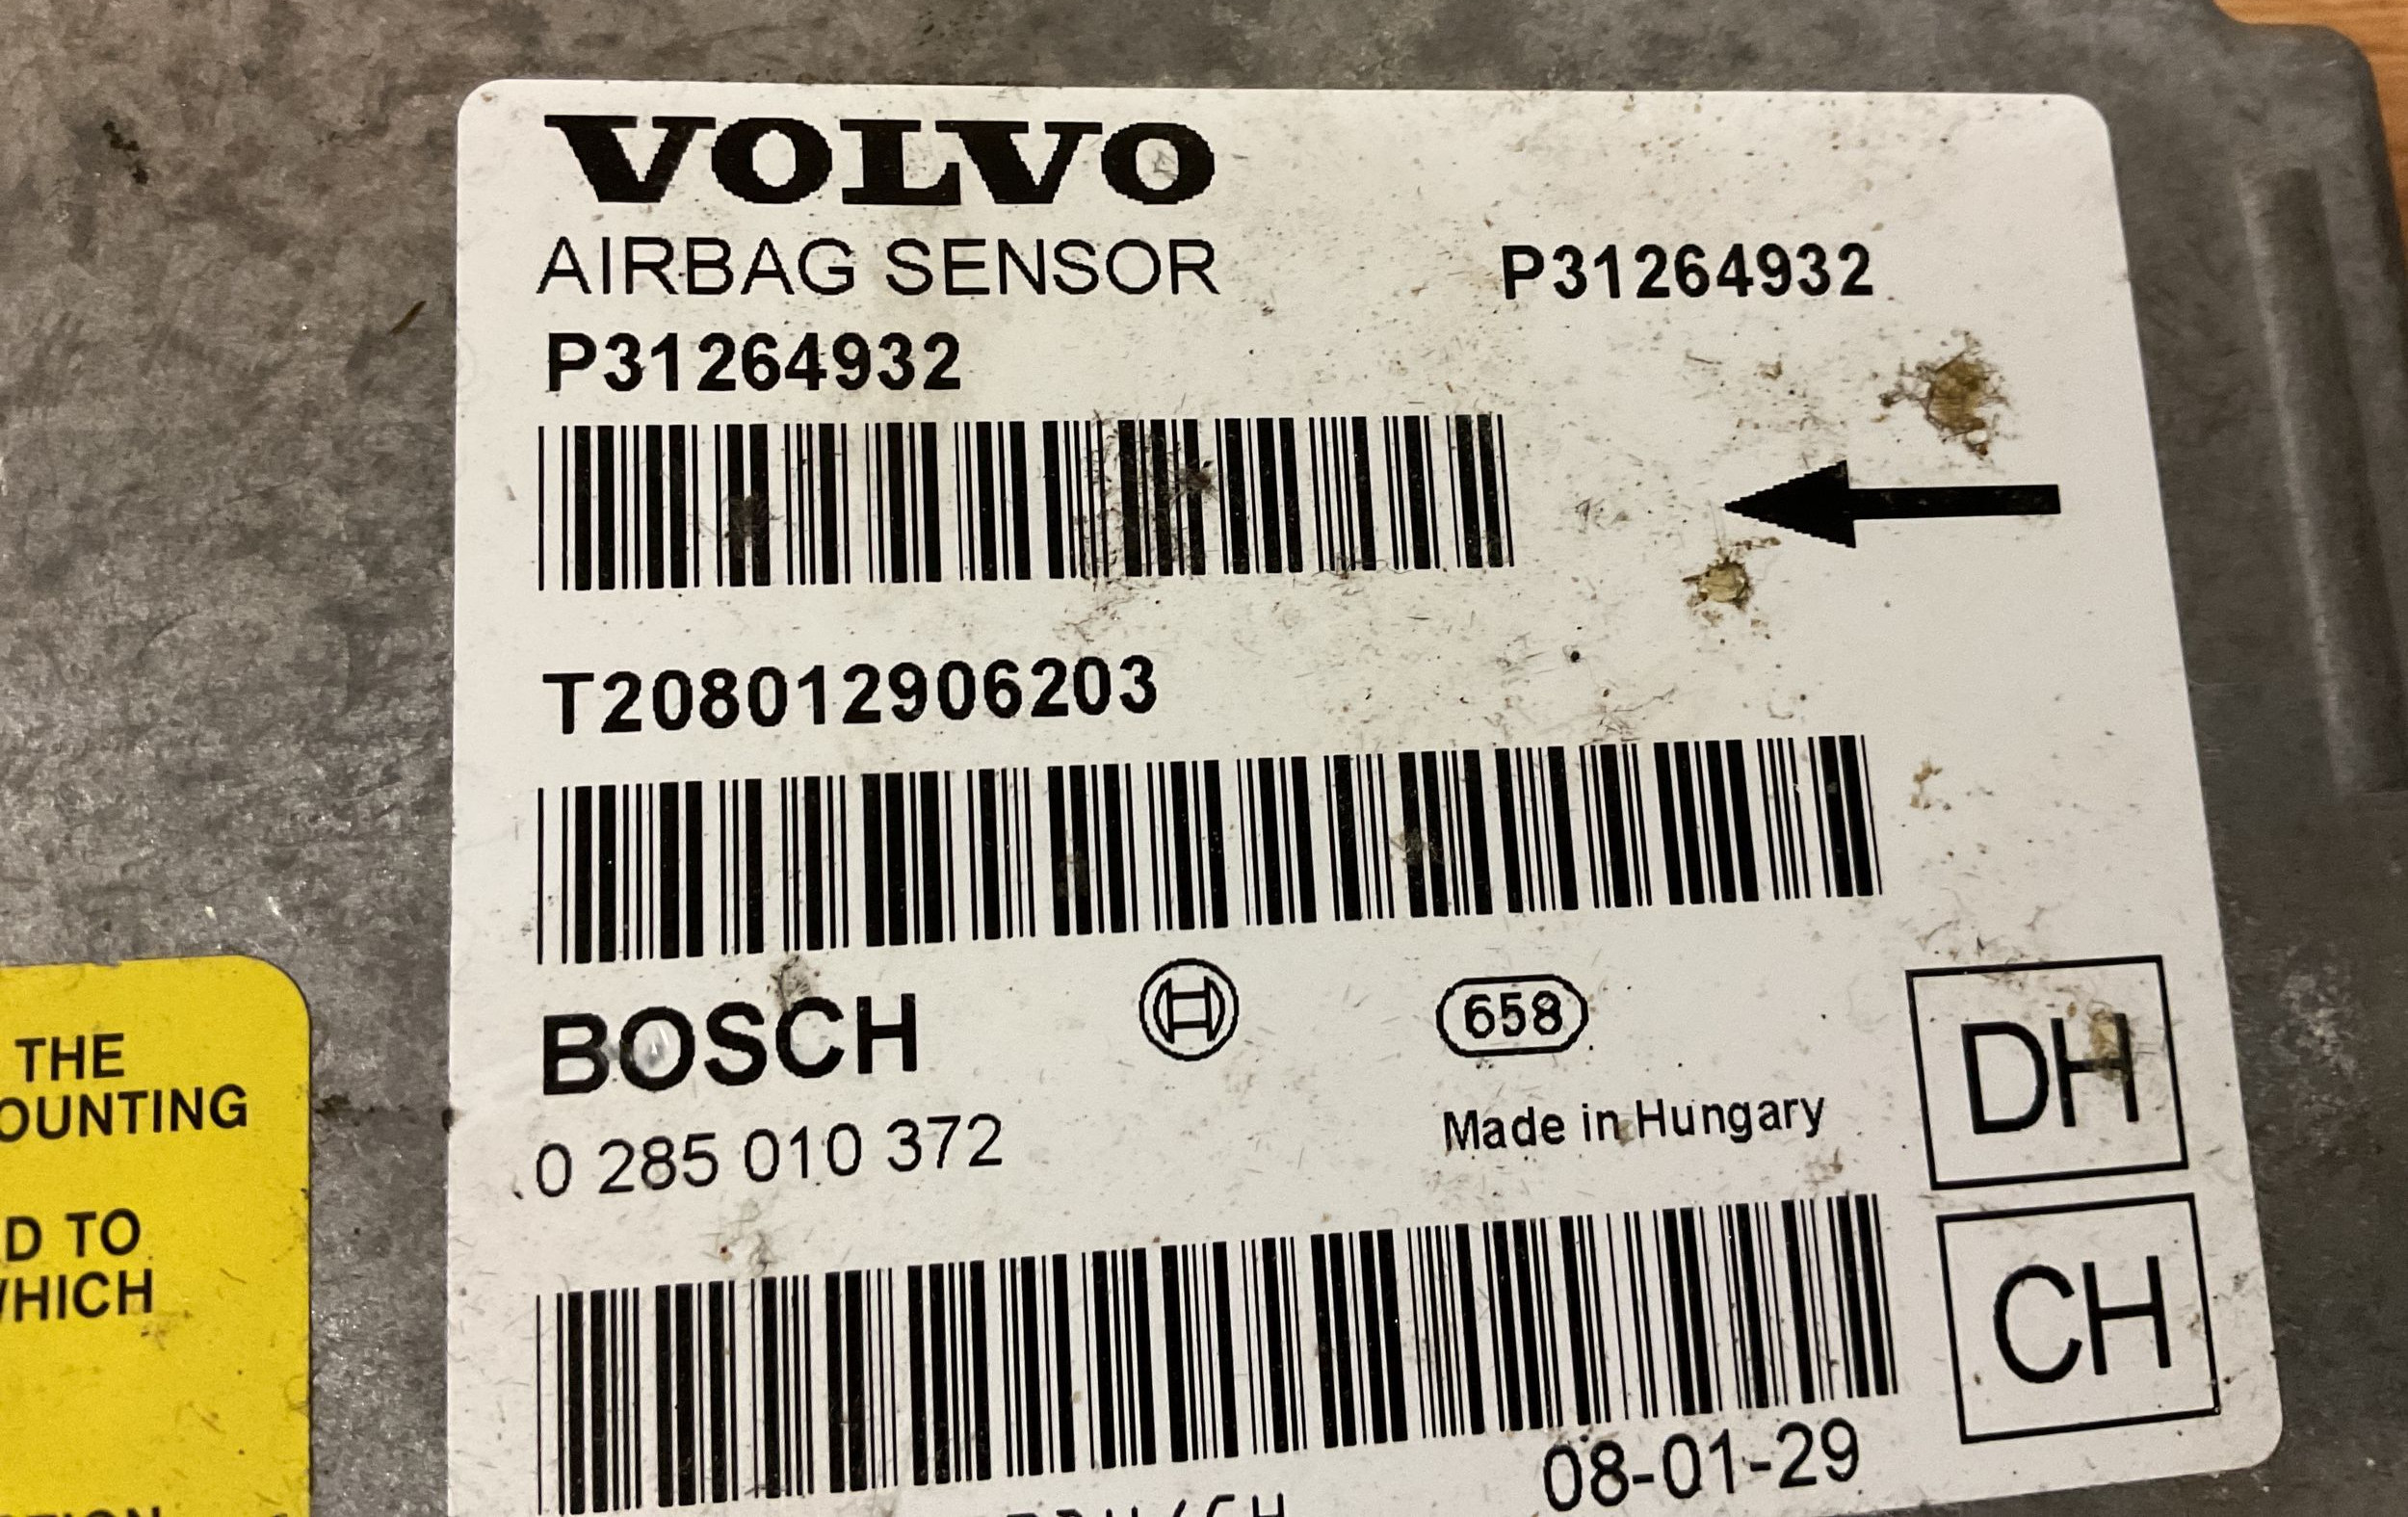 VOLVO
AIRBAG SENSOR
P31264932
P31264932
T208012906203
BOSCH
658
0 285 010 372
Made in Hungary
DH
CH
08-01-29
THE
OUNTING
D TO
WHICH